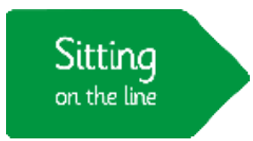 Sitting
on the line